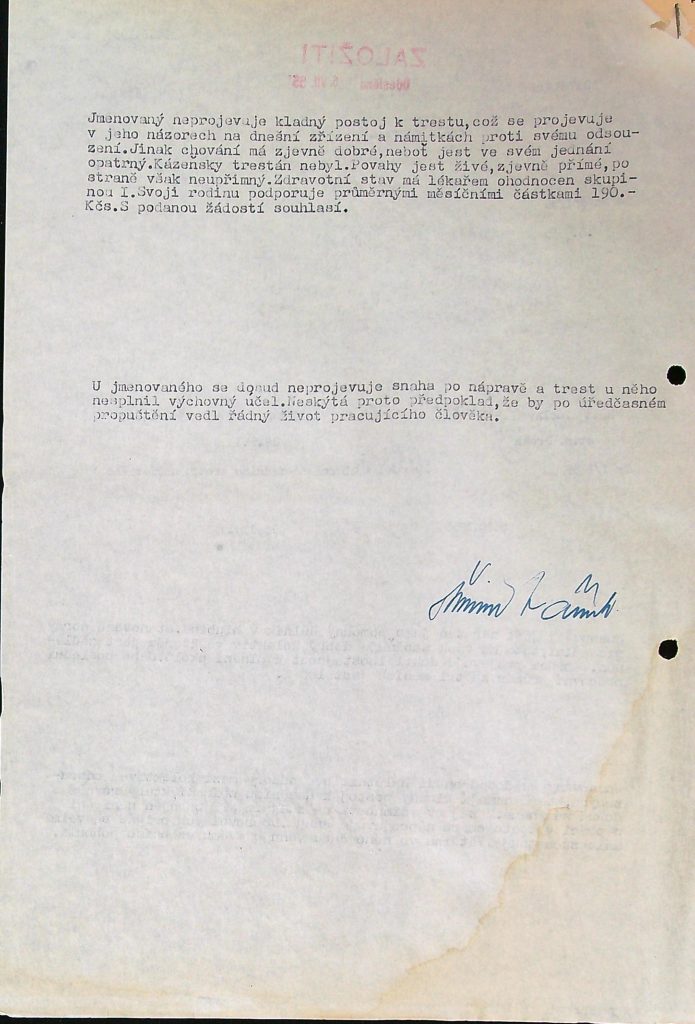 ZALOŽITI
Jmenovaný neprojevuje kladný postoj k trestu,což se projevuje
v jeho názorech na dnešní zřízení a námitkách proti svému odsou-
zení.Jinak chování má zjevně dobré,neboť jest ve svém jednání
opatrný.Kázensky trestán nebyl.Povahy jest živé,zjevně přímé,po
straně však neupřímný.Zdravotní stav má lékařem ohodnocen skupi-
nou I.Svoji rodinu podporuje průměrnými měsíčními částkami 190.-
Kčs.S podanou žádostí souhlasí.
U jmenovaného se dosud neprojevuje snaha po nápravě a trest u něho
nesplnil výchovný účel.Neskýtá proto předpoklad,že by po úředčasném
propuštění vedl řádný život pracujícího člověka.